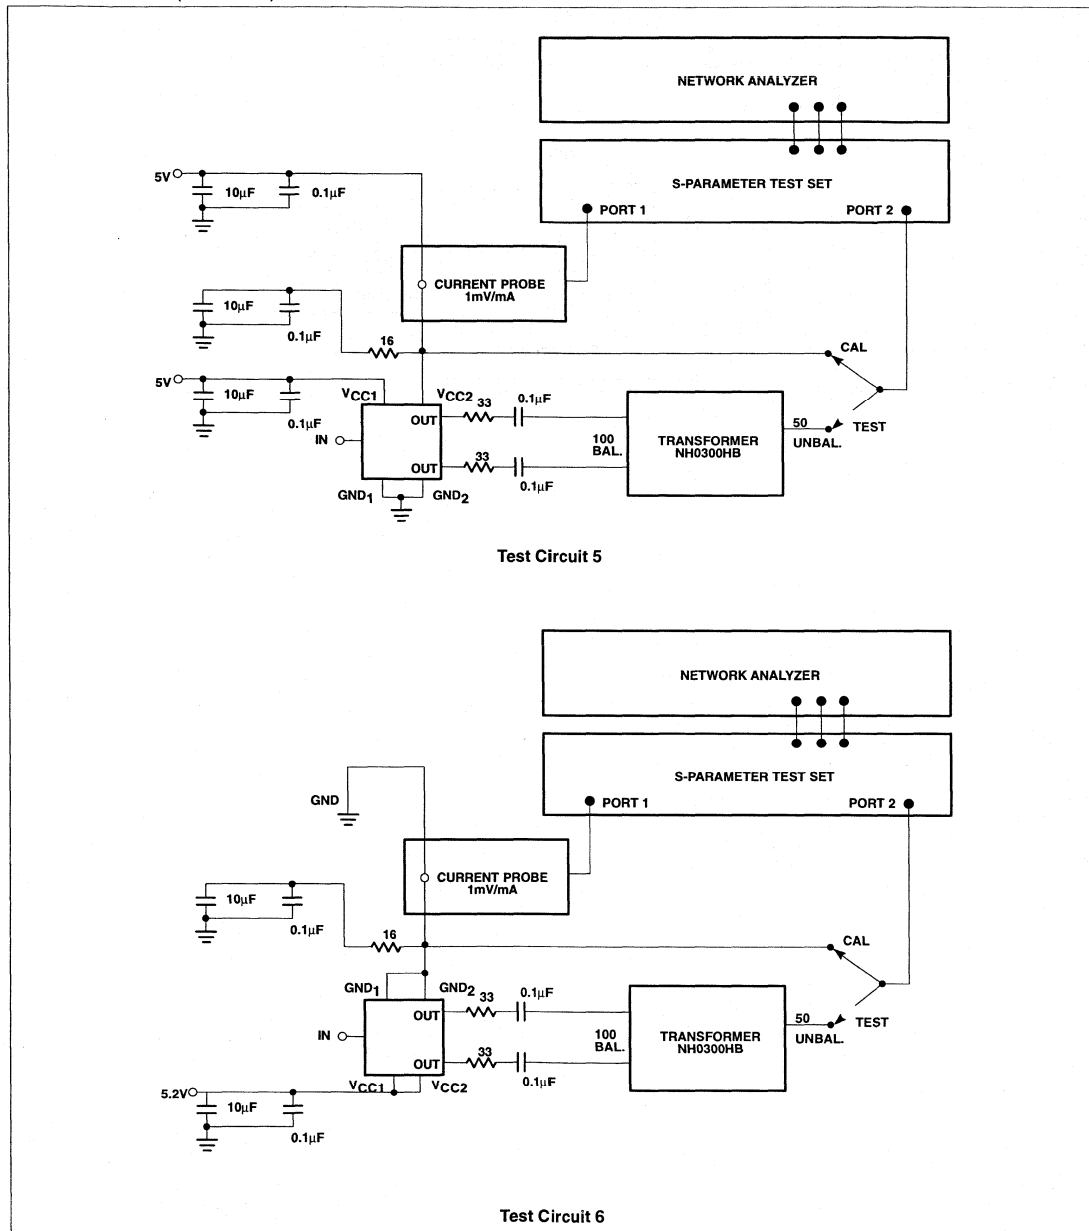 NETWORK ANALYZER
S-PARAMETER TEST SET
5V
10µF
0.1µF
PORT 1
PORT 2
CURRENT PROBE
1mV/mA
10µF
0.1µF
16
CAL
5V
10µF
0.1µF
VCC1
VCC2
33
0.1µF
OUT
IN
100
BAL.
TRANSFORMER
NH0300HB
50
UNBAL.
TEST
OUT
33
0.1µF
GND1
GND2
Test Circuit 5
NETWORK ANALYZER
S-PARAMETER TEST SET
GND
PORT 1
PORT 2
CURRENT PROBE
1mV/mA
10µF
0.1µF
16
CAL
GND1
GND2
33
0.1µF
OUT
IN
100
BAL.
TRANSFORMER
NH0300HB
50
UNBAL.
TEST
OUT
33
0.1µF
VCC1
VCC2
5.2V
10µF
0.1µF
Test Circuit 6